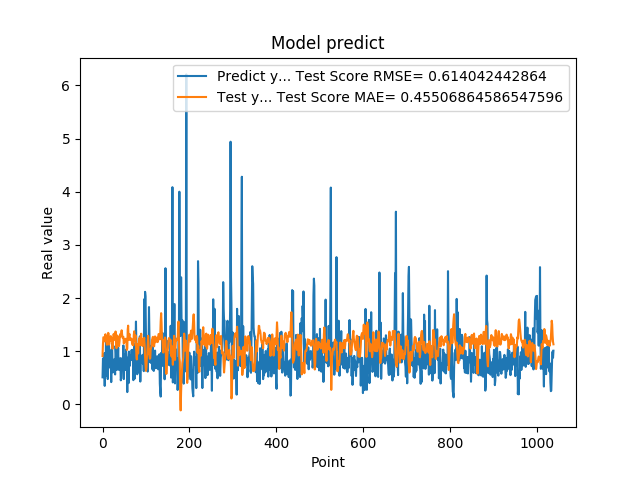 Model predict
Predict y... Test Score RMSE= 0.614042442864
Test y... Test Score MAE= 0.45506864586547596
Real value
6
5
4
3
2
1
0
0 200 400 600 800 1000
Point